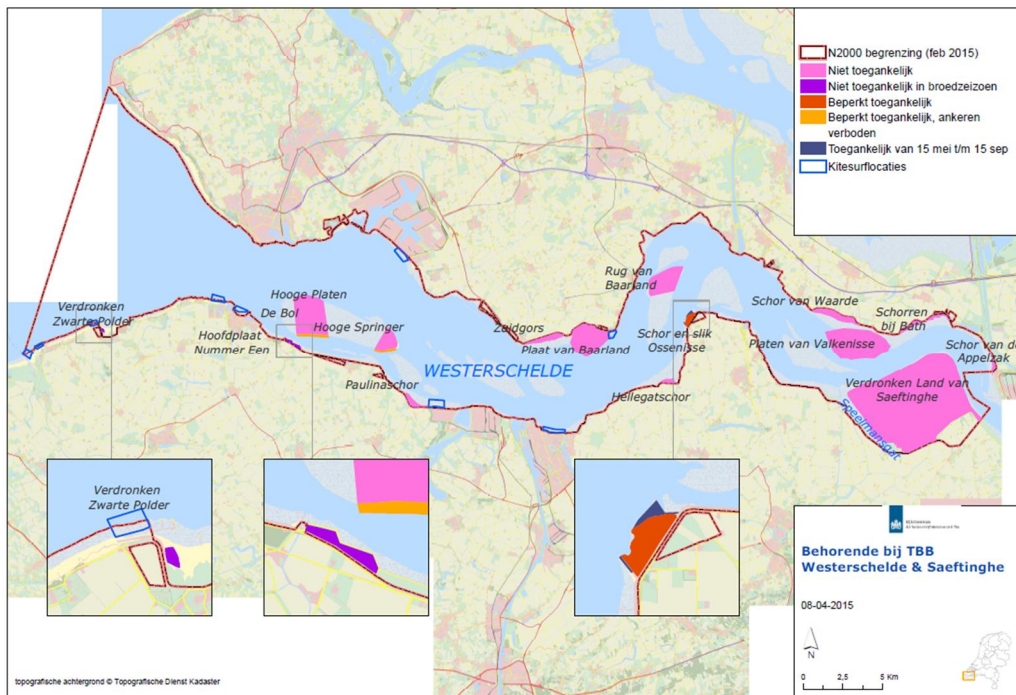 N2000 begrenzing (feb 2015)
Niet toegankelijk
Niet toegankelijk in broedzeizoen
Beperkt toegankelijk
Beperkt toegankelijk, ankeren
verboden
Toegankelijk van 15 mei t/m 15 sep
Kitesurflocaties
Verdronken
Zwarte Polder
Hooge Platen
De Bol
Hoofdplaat
Nummer Een
Hooge Springer
Paulinaschor
Zuidgors
Plaat van Baarland
Rug van
Baarland
Schor en slik
Ossenisse
Hellegatschor
WESTERSCHELDE
Schor van Waarde
Schorren
bij Bath
Platen van Valkenisse
Schor van de
Appelzak
Verdronken Land van
Saeftinghe
Speelmansgat
Verdronken
Zwarte Polder
Behorende bij TBB
Westerschelde & Saeftinghe
08-04-2015
N
0
2,5
5 Km
topografische achtergrond © Topografische Dienst Kadaster